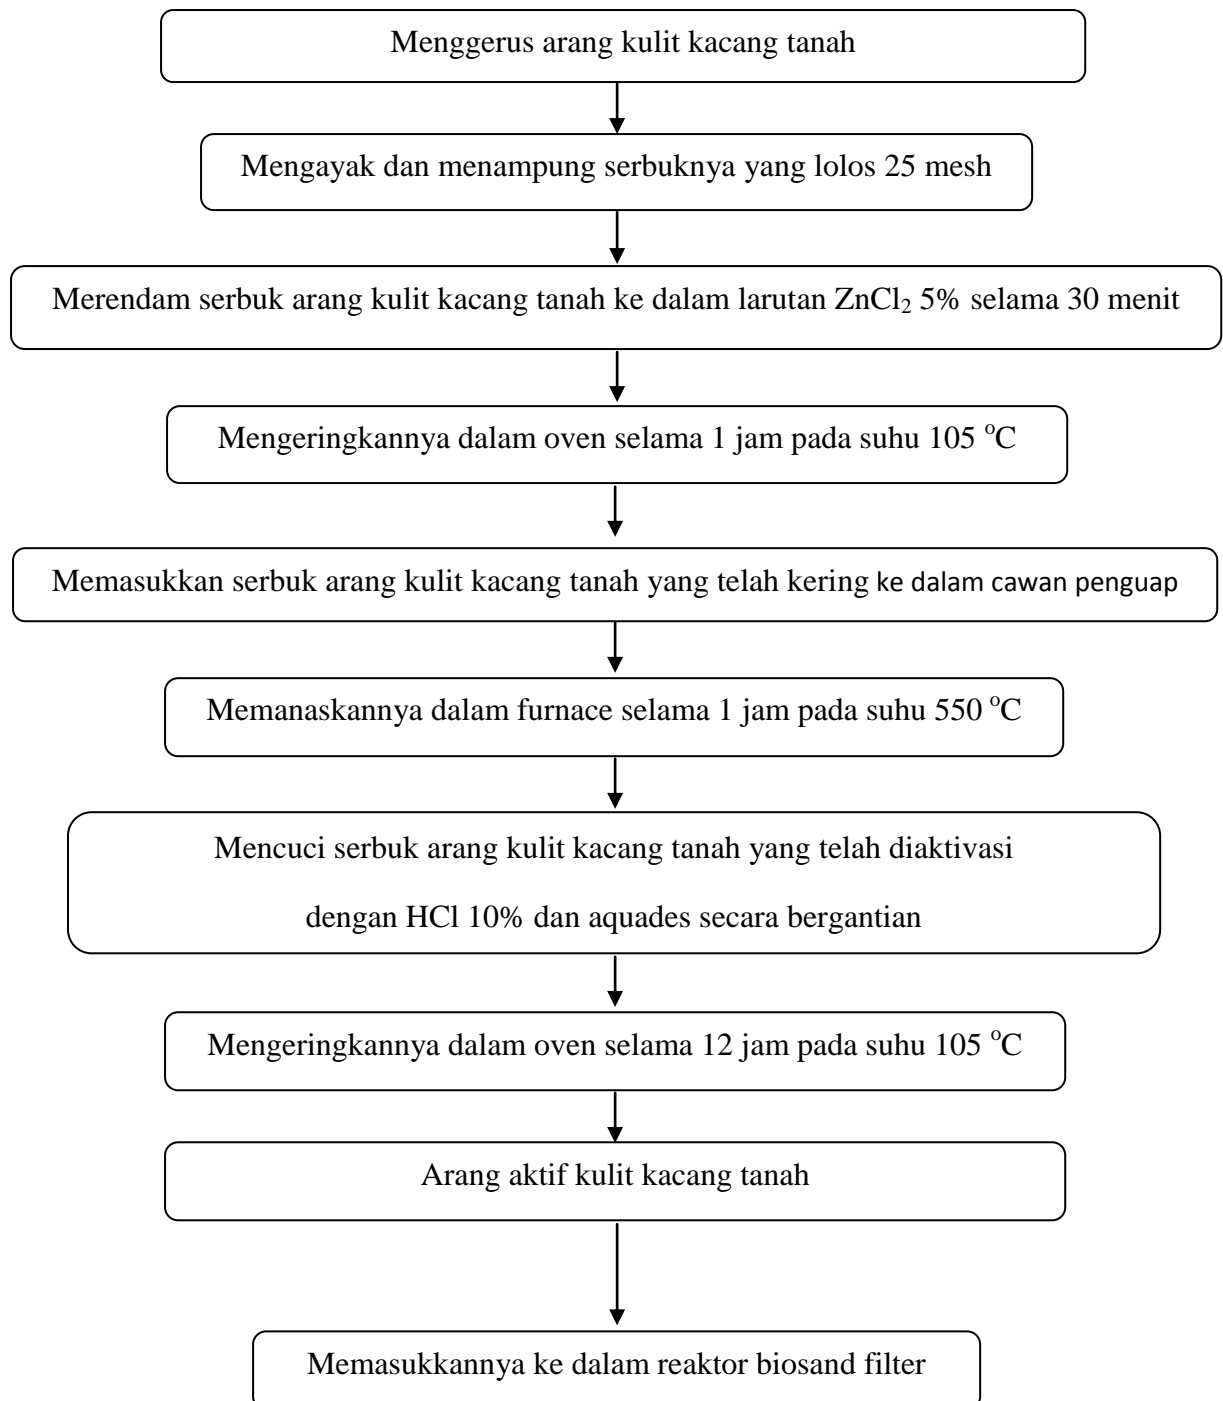 Menggerus arang kulit kacang tanah
Mengayak dan menampung serbuknya yang lolos 25 mesh
Merendam serbuk arang kulit kacang tanah ke dalam larutan ZnCl₂ 5% selama 30 menit
Mengeringkannya dalam oven selama 1 jam pada suhu 105 ᵒC
Memasukkan serbuk arang kulit kacang tanah yang telah kering ke dalam cawan penguap
Memanaskannya dalam furnace selama 1 jam pada suhu 550 ᵒC
Mencuci serbuk arang kulit kacang tanah yang telah diaktivasi
dengan HCl 10% dan aquades secara bergantian
Mengeringkannya dalam oven selama 12 jam pada suhu 105 ᵒC
Arang aktif kulit kacang tanah
Memasukkannya ke dalam reaktor biosand filter